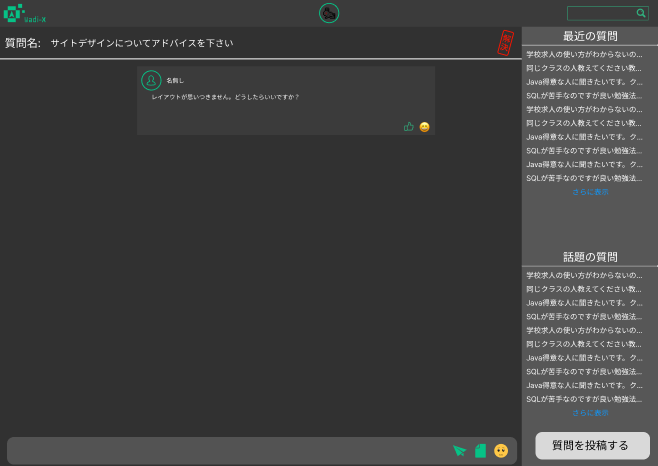 Uadi-X
質問名: サイトデザインについてアドバイスを下さい
名無し
レイアウトが思いつきません。どうしたらいいですか？
最近の質問
学校求人の使い方がわからないの...
同じクラスの人教えてください教...
Java得意な人に聞きたいです。ク...
SQLが苦手なのですが良い勉強法...
学校求人の使い方がわからないの...
同じクラスの人教えてください教...
Java得意な人に聞きたいです。ク...
SQLが苦手なのですが良い勉強法...
Java得意な人に聞きたいです。ク...
SQLが苦手なのですが良い勉強法...
さらに表示
話題の質問
学校求人の使い方がわからないの...
同じクラスの人教えてください教...
Java得意な人に聞きたいです。ク...
SQLが苦手なのですが良い勉強法...
学校求人の使い方がわからないの...
同じクラスの人教えてください教...
Java得意な人に聞きたいです。ク...
SQLが苦手なのですが良い勉強法...
Java得意な人に聞きたいです。ク...
SQLが苦手なのですが良い勉強法...
さらに表示
質問を投稿する